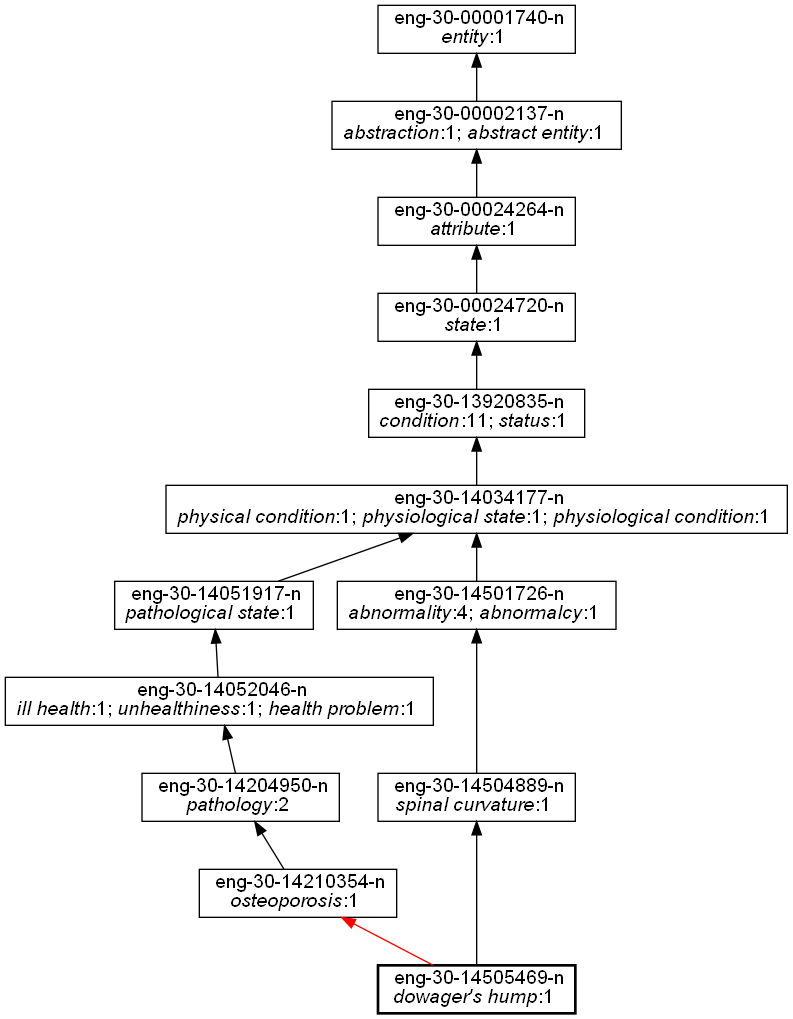 eng-30-00001740-n
entity:1
eng-30-00002137-n
abstraction:1; abstract entity:1
eng-30-00024264-n
attribute:1
eng-30-00024720-n
state:1
eng-30-13920835-n
condition:11; status:1
eng-30-14034177-n
physical condition:1; physiological state:1; physiological condition:1
eng-30-14051917-n
pathological state:1
eng-30-14501726-n
abnormality:4; abnormalcy:1
eng-30-14052046-n
ill health:1; unhealthiness:1; health problem:1
eng-30-14204950-n
pathology:2
eng-30-14504889-n
spinal curvature:1
eng-30-14210354-n
osteoporosis:1
eng-30-14505469-n
dowager's hump:1